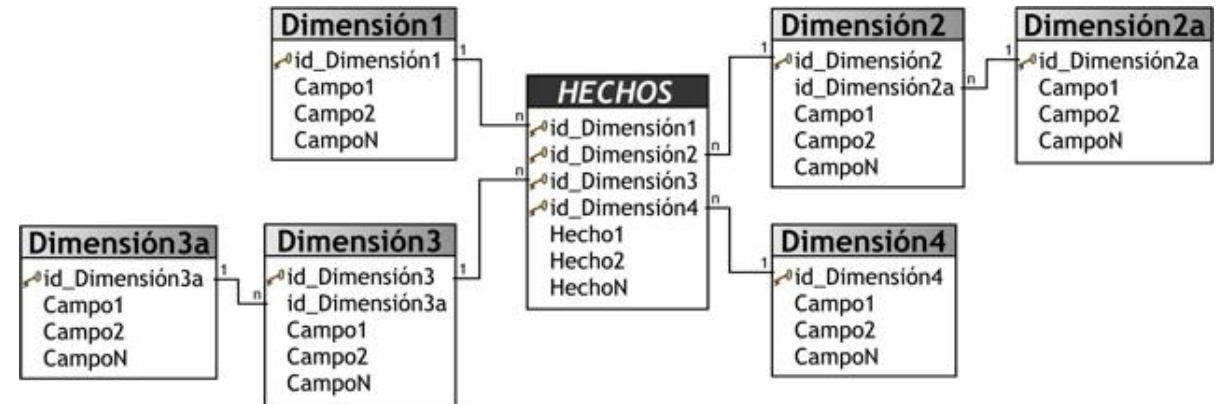 Dimensión1
id_Dimensión1
Campo1
Campo2
CampoN
1
n
HECHOS
id_Dimensión1
id_Dimensión2
id_Dimensión3
id_Dimensión4
Hecho1
Hecho2
HechoN
n
n
n
Dimensión2
id_Dimensión2
id_Dimensión2a
Campo1
Campo2
CampoN
1
n
Dimensión2a
id_Dimensión2a
Campo1
Campo2
CampoN
1
Dimensión3a
id_Dimensión3a
Campo1
Campo2
CampoN
1
n
Dimensión3
id_Dimensión3
id_Dimensión3a
Campo1
Campo2
CampoN
1
Dimensión4
id_Dimensión4
Campo1
Campo2
CampoN
1